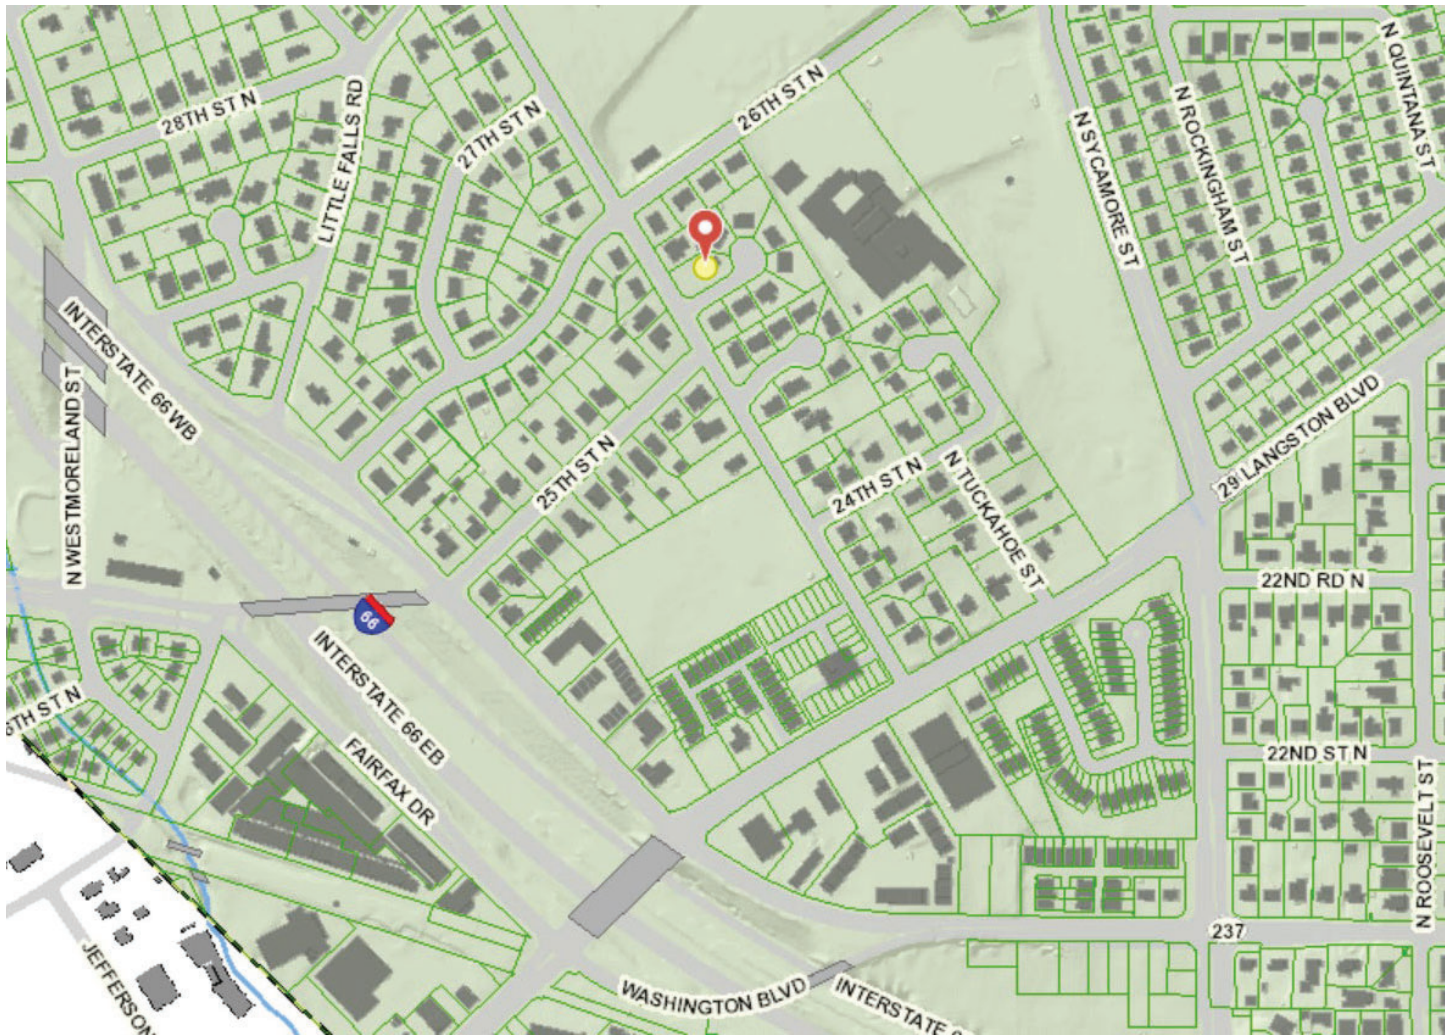 28TH ST N
LITTLE FALLS RD
27TH ST N
26TH ST N
N SYCAMORE ST
N ROCKINGHAM ST
N QUINTANA ST
INTERSTATE 66 WB
N WESTMORELAND ST
25TH ST N
24TH ST N
N TUCKAHOE ST
29 LANGSTON BLVD
22ND RD N
66
INTERSTATE 66 EB
FAIRFAX DR
22ND ST N
N ROOSEVELT ST
237
JEFFERSON
WASHINGTON BLVD
INTERSTATE